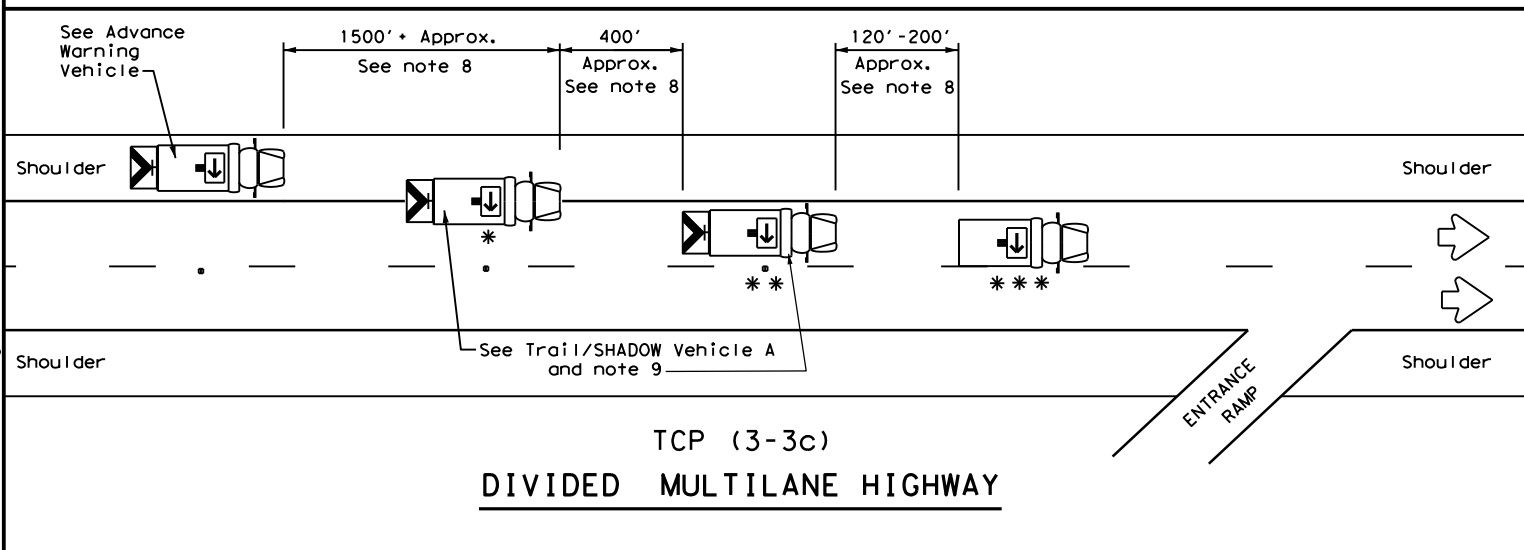 See Advance
Warning
Vehicle
1500'+ Approx.
See note 8
400'
Approx.
See note 8
120'-200'
Approx.
See note 8
Shoulder
Shoulder
*
* *
* * *
See Trail/SHADOW Vehicle A
and note 9
Shoulder
Shoulder
ENTRANCE
RAMP
TCP (3-3c)
DIVIDED MULTILANE HIGHWAY